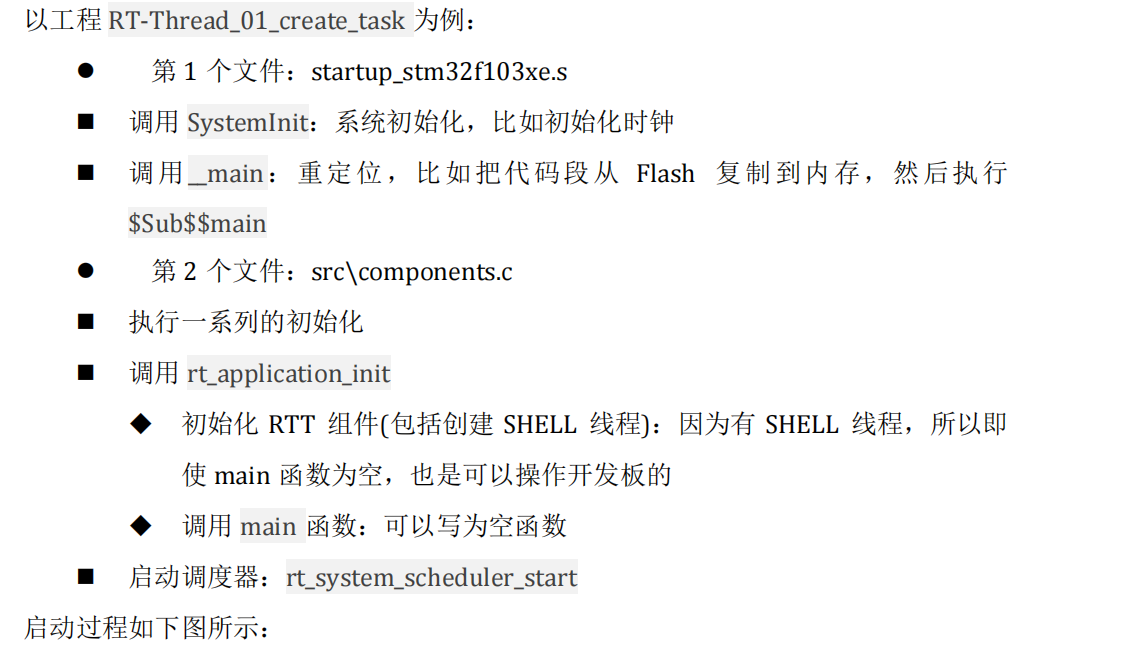 以工程 RT-Thread_01_create_task 为例：
● 第 1 个文件：startup_stm32f103xe.s
■ 调用 SystemInit：系统初始化，比如初始化时钟
■ 调用__main：重定位，比如把代码段从 Flash 复制到内存，然后执行
$Sub$$main
● 第 2 个文件：src\components.c
■ 执行一系列的初始化
■ 调用 rt_application_init
◆ 初始化 RTT 组件(包括创建 SHELL 线程)：因为有 SHELL 线程，所以即
使 main 函数为空，也是可以操作开发板的
◆ 调用 main 函数：可以写为空函数
■ 启动调度器：rt_system_scheduler_start
启动过程如下图所示：